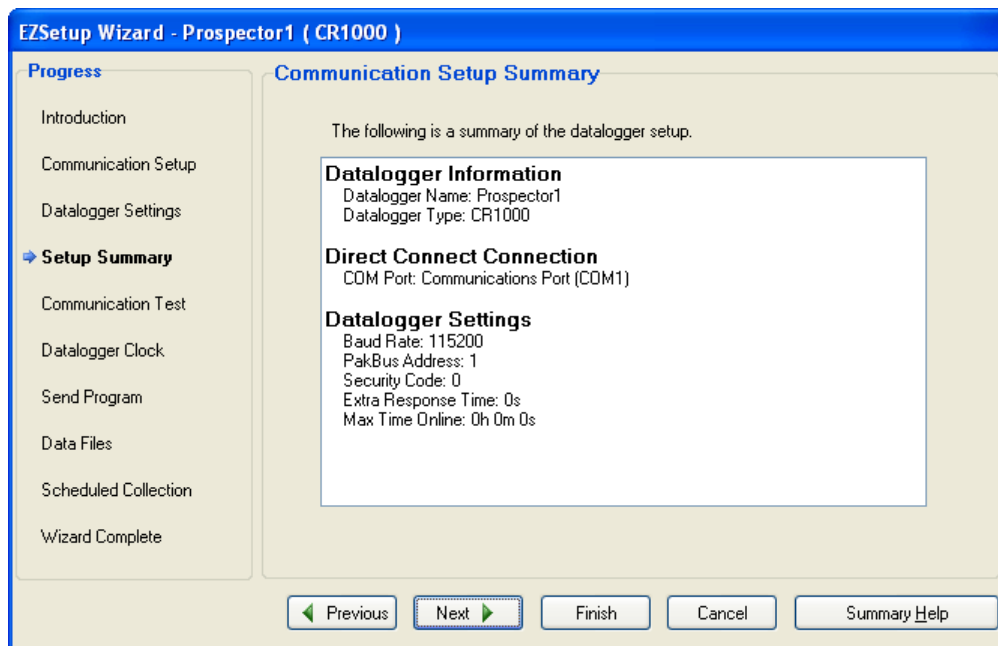 EZSetup Wizard - Prospector1 ( CR1000 )
Progress
Introduction
Communication Setup
Datalogger Settings
Setup Summary
Communication Test
Datalogger Clock
Send Program
Data Files
Scheduled Collection
Wizard Complete
Communication Setup Summary
The following is a summary of the datalogger setup.
Datalogger Information
Datalogger Name: Prospector1
Datalogger Type: CR1000
Direct Connect Connection
COM Port: Communications Port (COM1)
Datalogger Settings
Baud Rate: 115200
PakBus Address: 1
Security Code: 0
Extra Response Time: 0s
Max Time Online: 0h 0m 0s
Previous
Next
Finish
Cancel
Summary Help